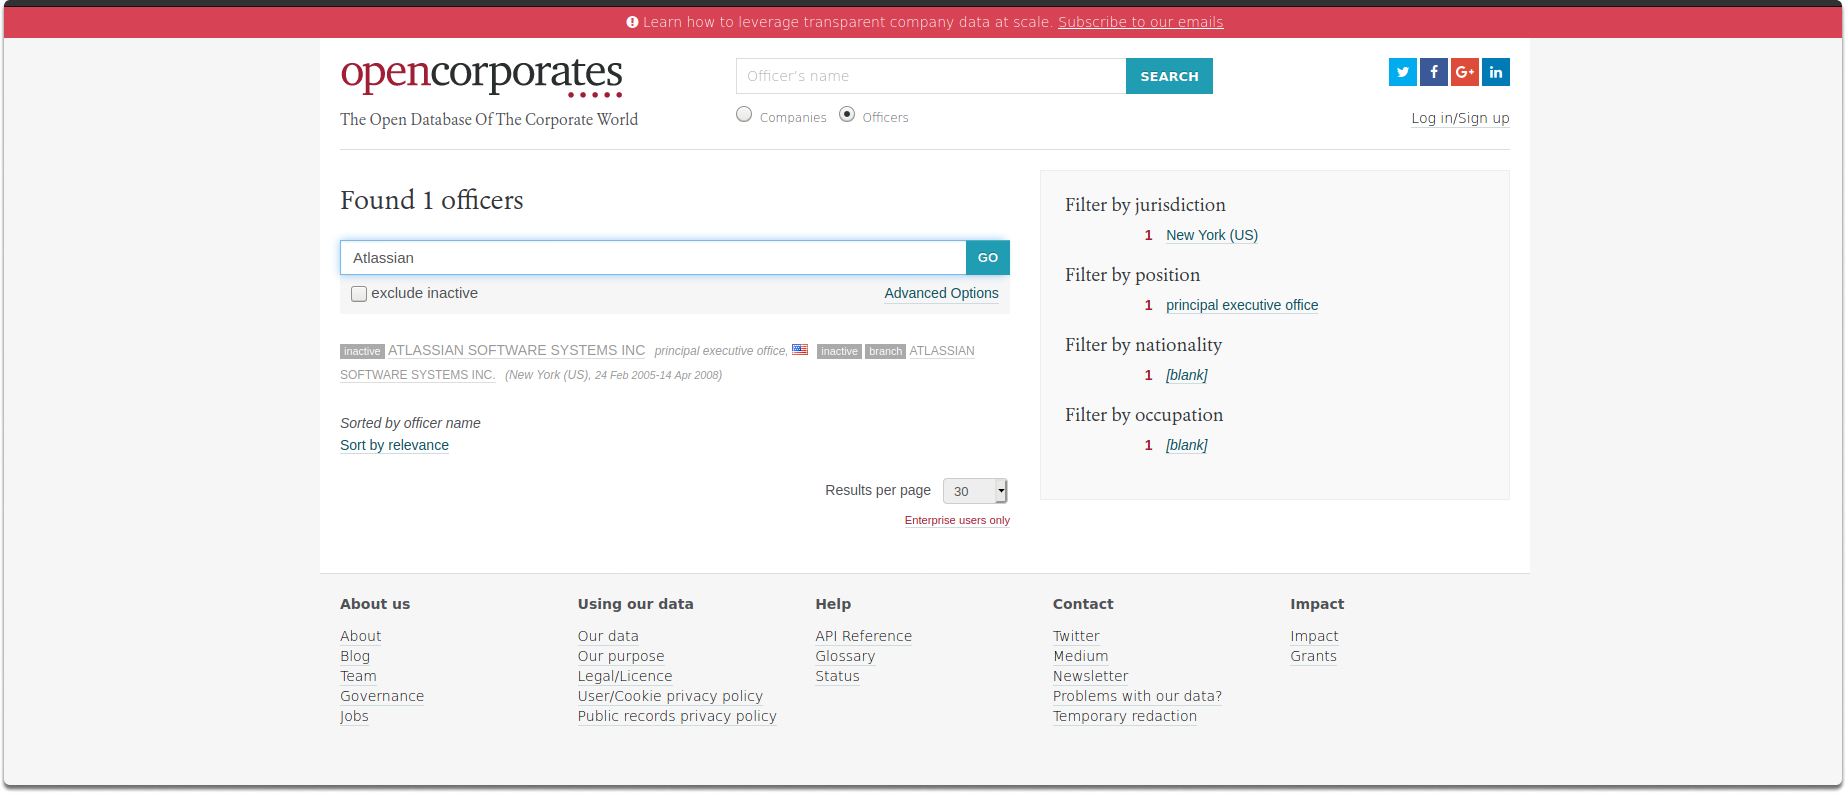 Learn how to leverage transparent company data at scale. Subscribe to our emails
opencorporates
The Open Database Of The Corporate World
Officer's name
SEARCH
Companies Officers
Log in/Sign up
Found 1 officers
Atlassian
GO
exclude inactive
Advanced Options
inactive ATLASSIAN SOFTWARE SYSTEMS INC principal executive office, inactive branch ATLASSIAN
SOFTWARE SYSTEMS INC. (New York (US), 24 Feb 2005-14 Apr 2008)
Sorted by officer name
Sort by relevance
Results per page 30
Enterprise users only
Filter by jurisdiction
1 New York (US)
Filter by position
1 principal executive office
Filter by nationality
1 [blank]
Filter by occupation
1 [blank]
About us
About
Blog
Team
Governance
Jobs
Using our data
Our data
Our purpose
Legal/Licence
User/Cookie privacy policy
Public records privacy policy
Help
API Reference
Glossary
Status
Contact
Twitter
Medium
Newsletter
Problems with our data?
Temporary redaction
Impact
Impact
Grants